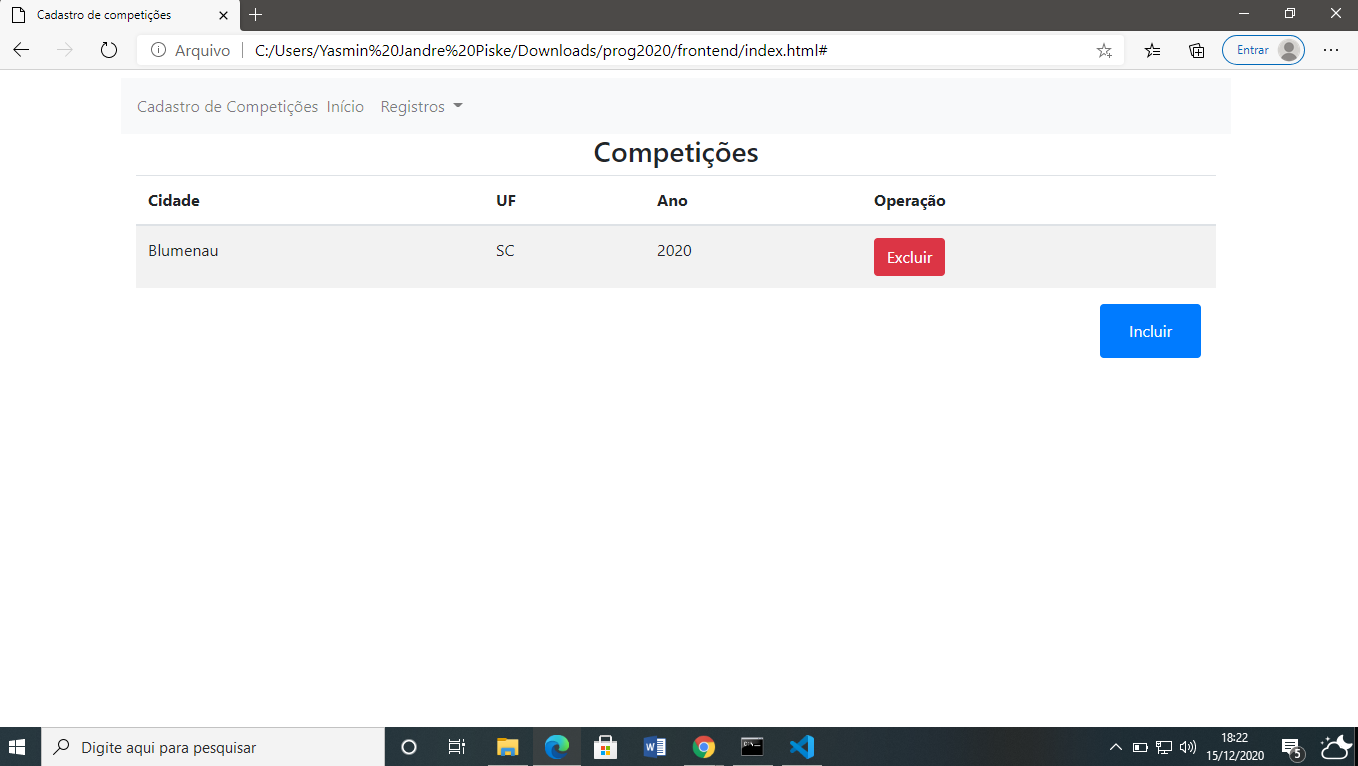 Cadastro de competições
Arquivo C:/Users/Yasmin%20Jandre%20Piske/Downloads/prog2020/frontend/index.html# Entrar
Cadastro de Competições Início Registros
Competições
Cidade UF Ano Operação
Blumenau SC 2020 Excluir
Incluir
Digite aqui para pesquisar
18:22
15/12/2020
5